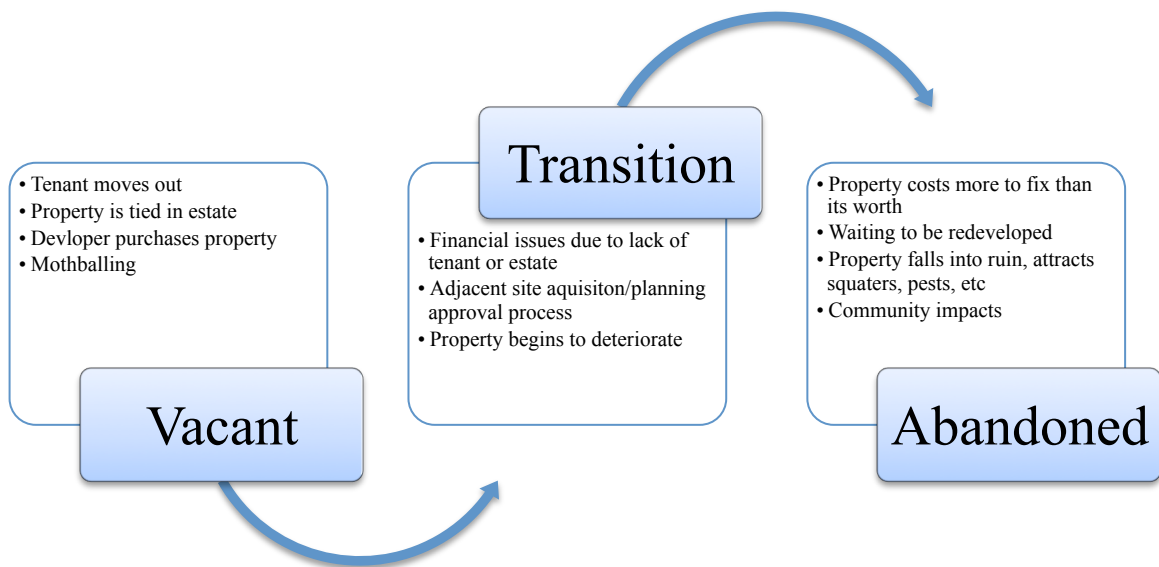 • Tenant moves out
• Property is tied in estate
• Devloper purchases property
• Mothballing
Vacant
Transition
• Financial issues due to lack of
tenant or estate
• Adjacent site aquisiton/planning
approval process
• Property begins to deteriorate
• Property costs more to fix than
its worth
• Waiting to be redeveloped
• Property falls into ruin, attracts
squaters, pests, etc
• Community impacts
Abandoned